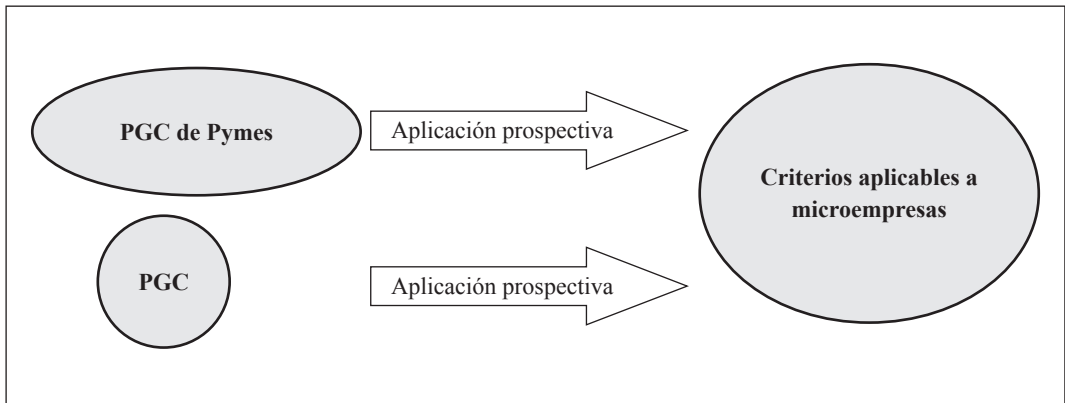 PGC de Pymes
Aplicación prospectiva
Criterios aplicables a
microempresas
PGC
Aplicación prospectiva